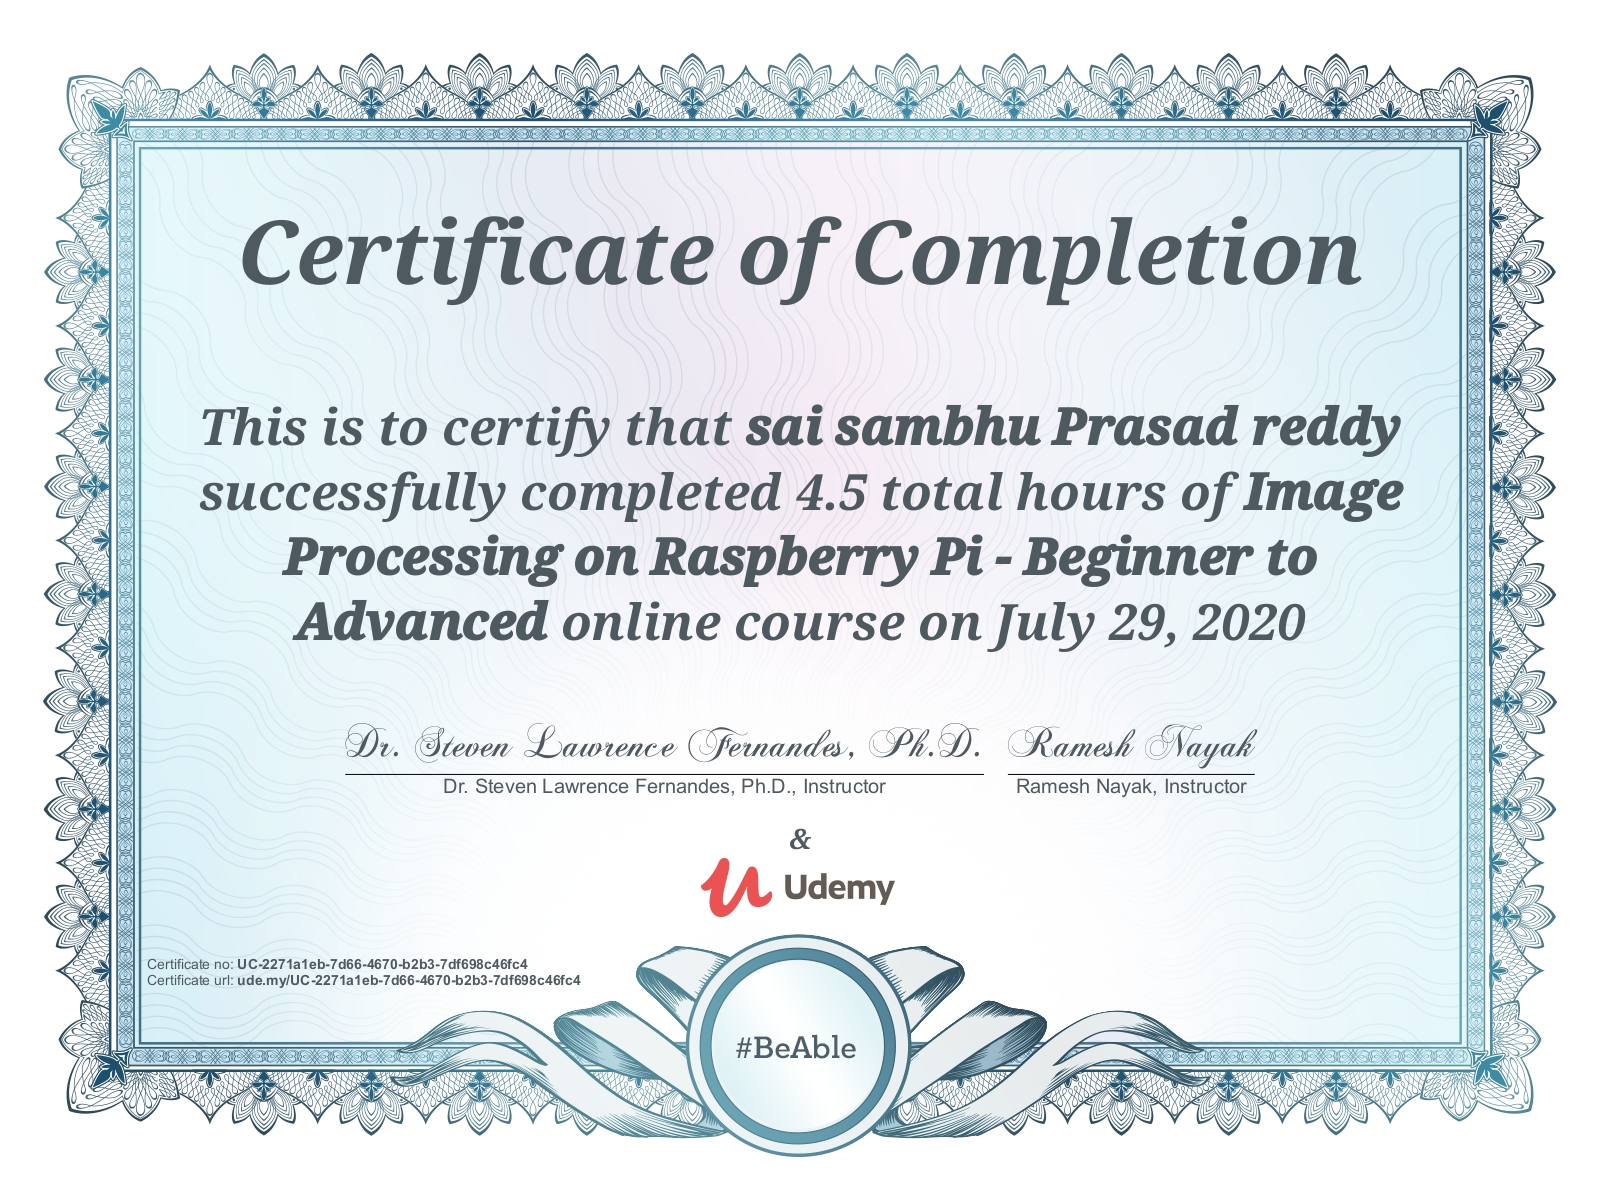 Certificate of Completion
This is to certify that sai sambhu Prasad reddy
successfully completed 4.5 total hours of Image
Processing on Raspberry Pi - Beginner to
Advanced online course on July 29, 2020
Dr. Steven Lawrence Fernandes, Ph.D. Ramesh Nayak
Dr. Steven Lawrence Fernandes, Ph.D., Instructor Ramesh Nayak, Instructor
&
Udemy
Certificate no: UC-2271a1eb-7d66-4670-b2b3-7df698c46fc4
Certificate url: ude.my/UC-2271a1eb-7d66-4670-b2b3-7df698c46fc4
#BeAble